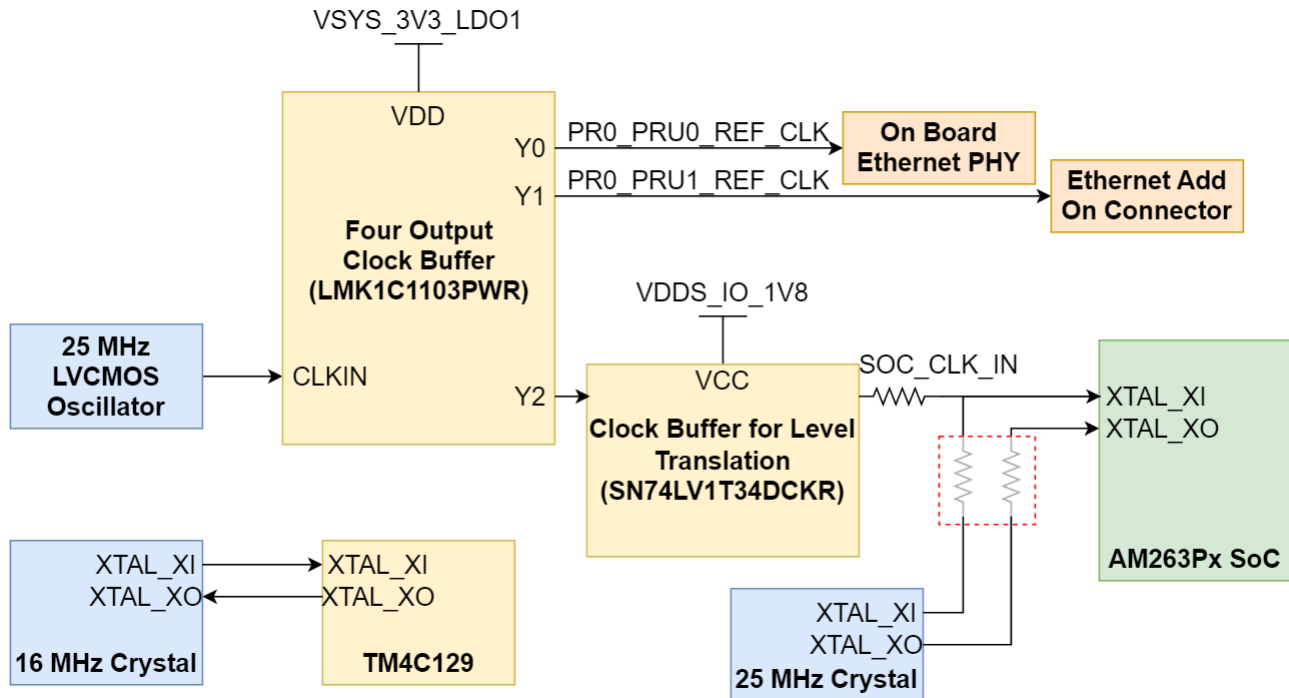 VSYS_3V3_LDO1
VDD
Y0
PR0_PRU0_REF_CLK
On Board
Ethernet PHY
Y1
PR0_PRU1_REF_CLK
Ethernet Add
On Connector
Four Output
Clock Buffer
(LMK1C1103PWR)
25 MHz
LVCMOS
Oscillator
CLKIN
Y2
VDDS_IO_1V8
VCC
Clock Buffer for Level
Translation
(SN74LV1T34DCKR)
SOC_CLK_IN
XTAL_XI
XTAL_XO
AM263Px SoC
XTAL_XI
XTAL_XO
16 MHz Crystal
XTAL_XI
XTAL_XO
TM4C129
XTAL_XI
XTAL_XO
25 MHz Crystal